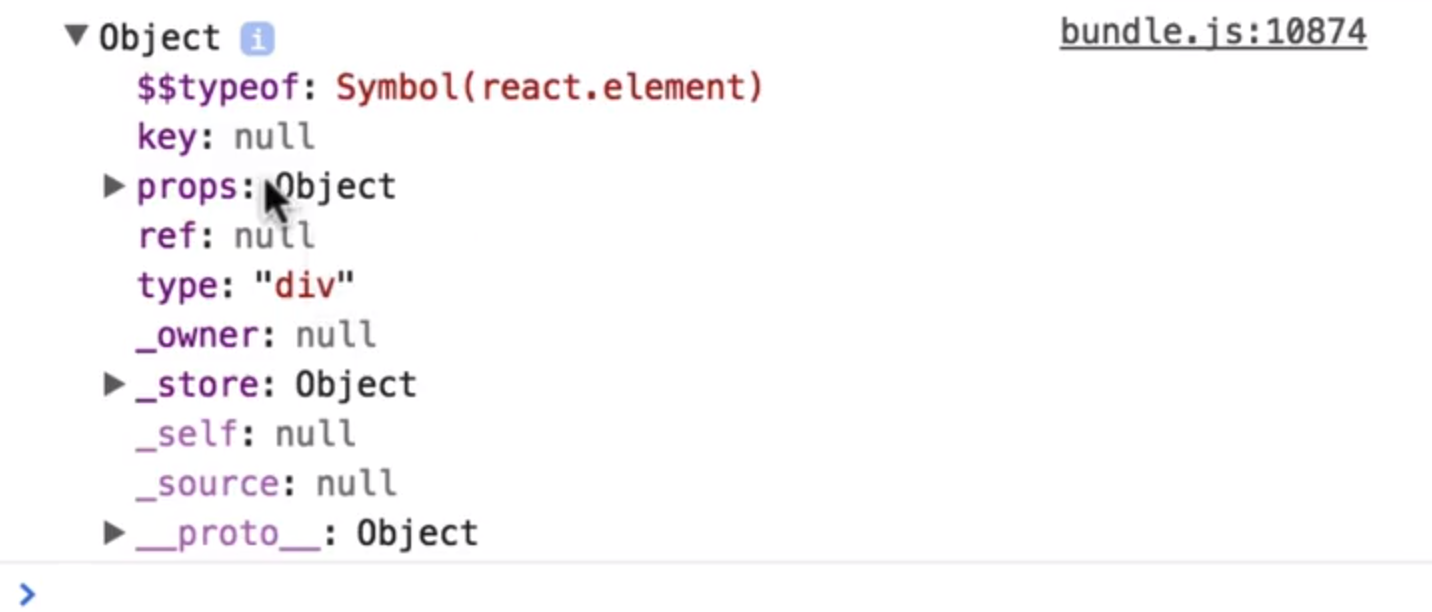 Object i bundle.js:10874
$$typeof: Symbol(react.element)
key: null
props: Object
ref: null
type: "div"
_owner: null
_store: Object
_self: null
_source: null
__proto__: Object